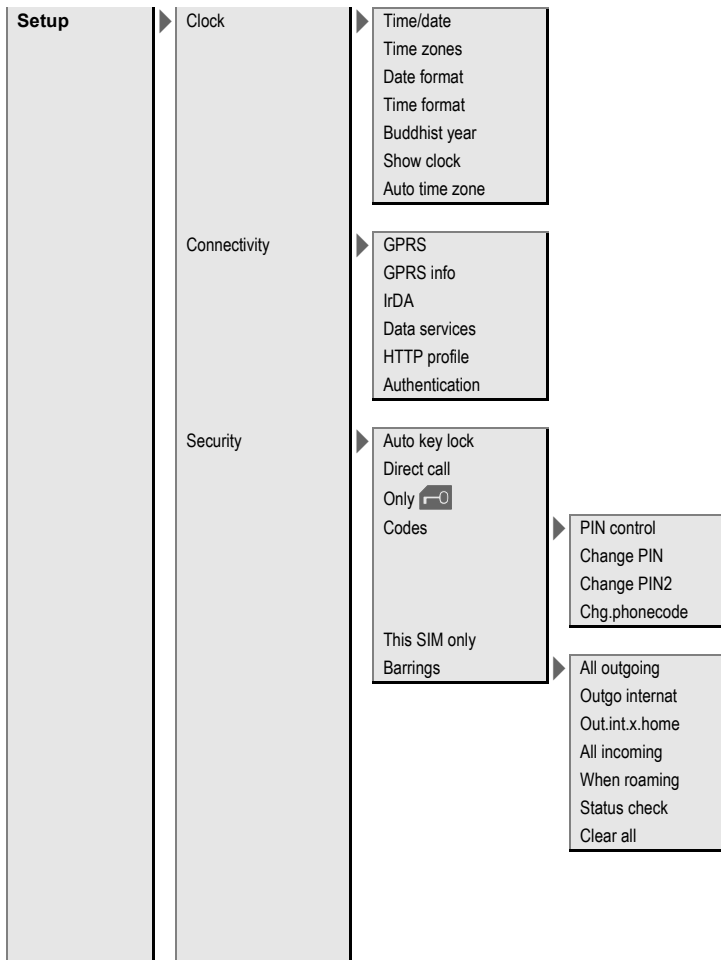 Setup
Clock
Time/date
Time zones
Date format
Time format
Buddhist year
Show clock
Auto time zone
Connectivity
GPRS
GPRS info
IrDA
Data services
HTTP profile
Authentication
Security
Auto key lock
Direct call
Only
Codes
PIN control
Change PIN
Change PIN2
Chg.phonecode
This SIM only
Barrings
All outgoing
Outgo internat
Out.int.x.home
All incoming
When roaming
Status check
Clear all